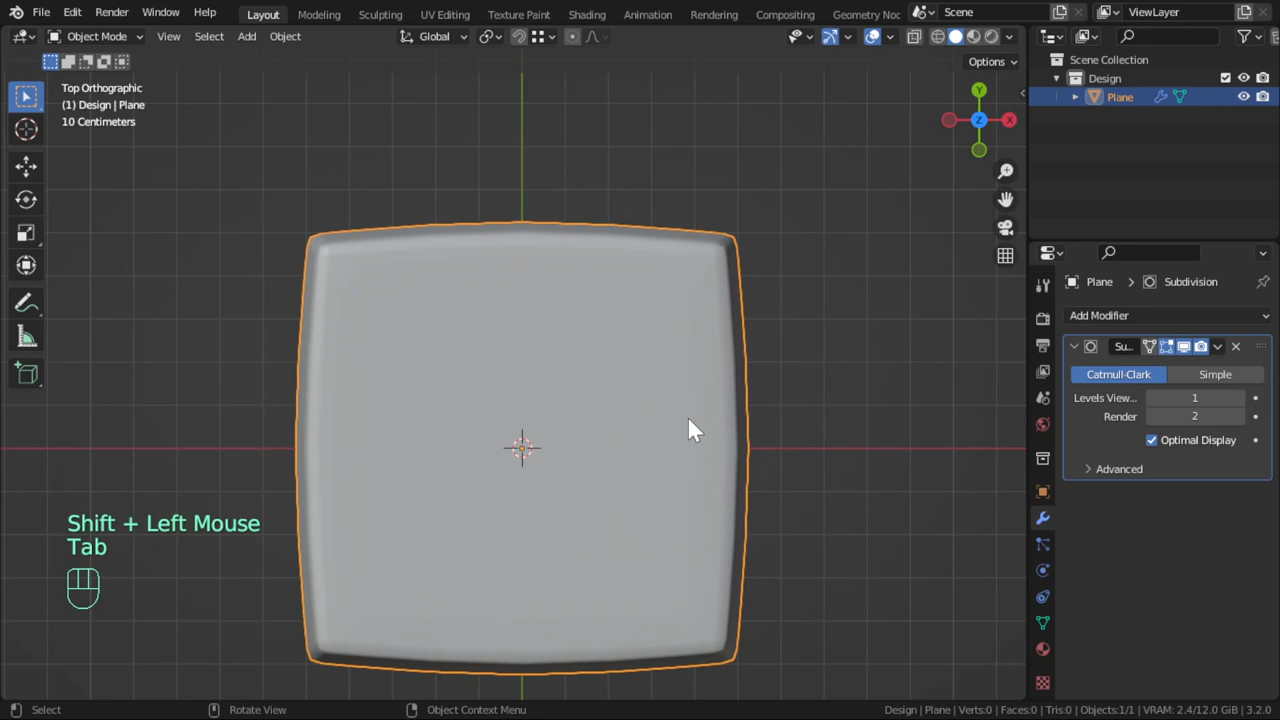 File Edit Render Window Help Layout Modeling Sculpting UV Editing Texture Paint Shading Animation Rendering Compositing Geometry Noc Scene ViewLayer
Object Mode View Select Add Object Global
Options
Top Orthographic
(1) Design | Plane
10 Centimeters
Y
Z
X
Shift + Left Mouse
Tab
Scene Collection
Design
Plane
Plane Subdivision
Add Modifier
Su...
Catmull-Clark Simple
Levels View... 1
Render 2
Optimal Display
Advanced
Select Rotate View Object Context Menu Design | Plane | Verts:0 | Faces:0 | Tris:0 | Objects:1/1 | VRAM: 2.4/12.0 GiB | 3.2.0